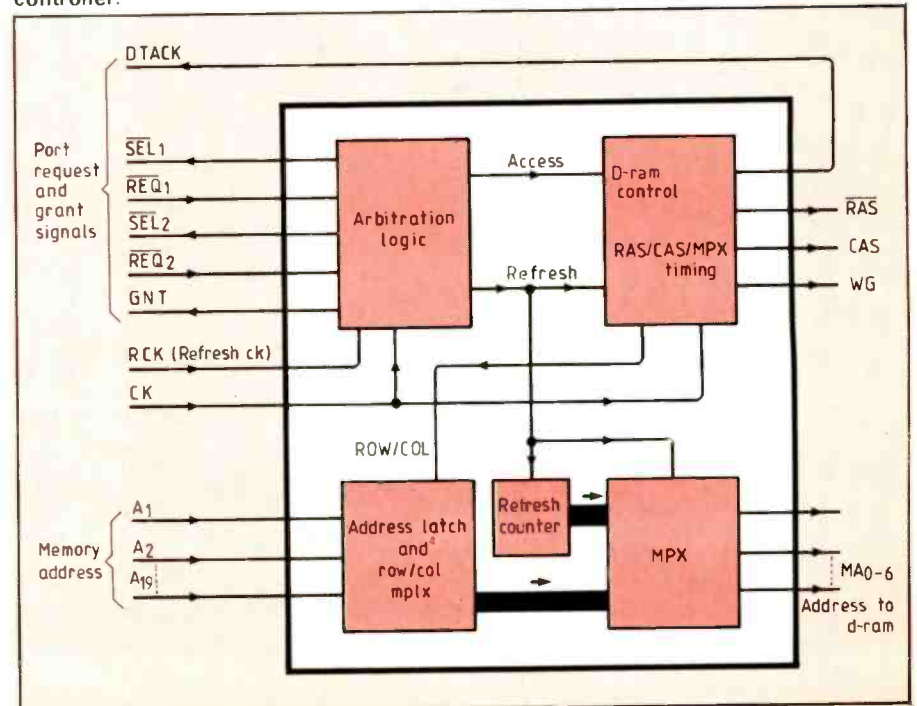 controller.
DTACK
Port
request
and
grant
signals
SEL1
REQ1
SEL2
REQ2
GNT
RCK (Refresh ck)
CK
Arbitration
logic
Access
Refresh
D-ram
control
RAS/CAS/MPX
timing
RAS
CAS
WG
ROW/COL
Memory
address
A1
A2
A19
Address latch
and
row/col
mplx
Refresh
counter
MPX
MA0-6
Address to
d-ram